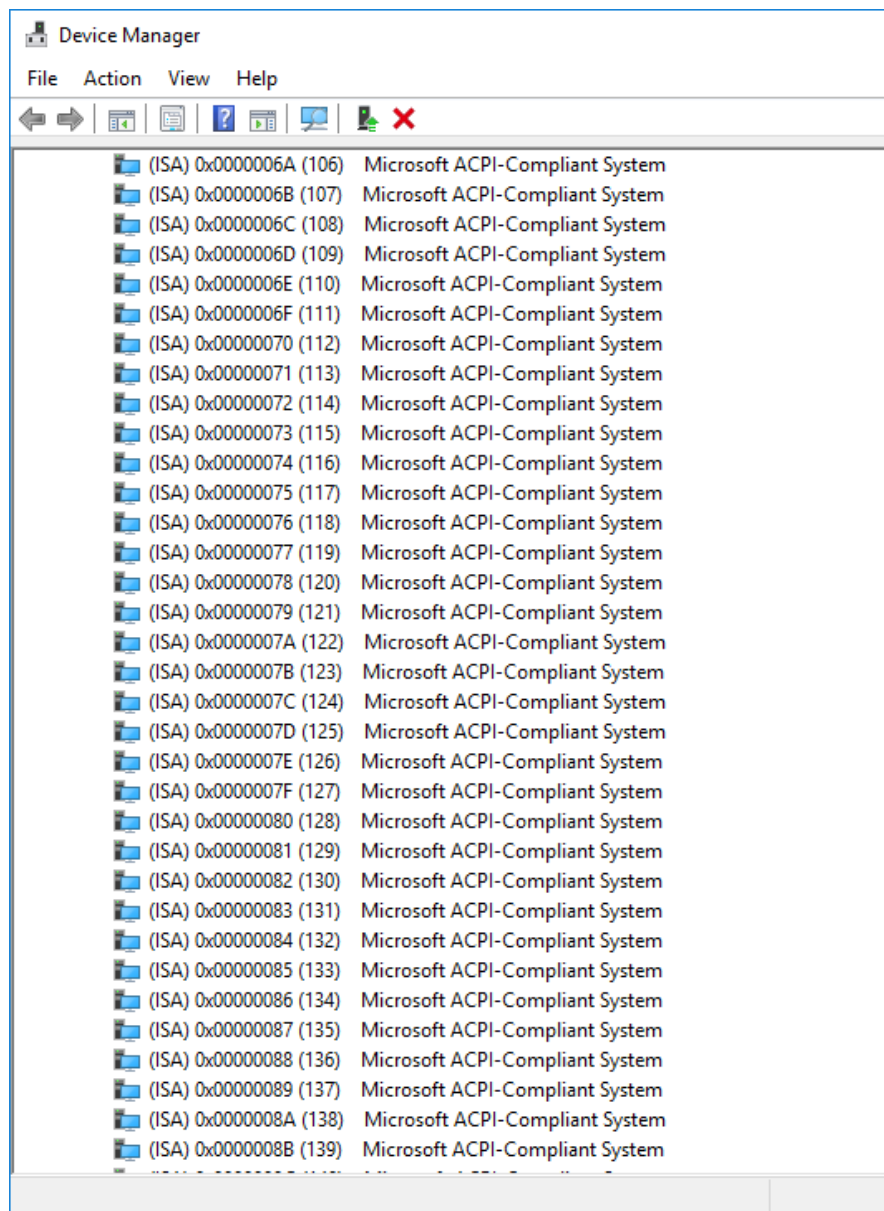 Device Manager
File Action View Help
(ISA) 0x0000006A (106) Microsoft ACPI-Compliant System
(ISA) 0x0000006B (107) Microsoft ACPI-Compliant System
(ISA) 0x0000006C (108) Microsoft ACPI-Compliant System
(ISA) 0x0000006D (109) Microsoft ACPI-Compliant System
(ISA) 0x0000006E (110) Microsoft ACPI-Compliant System
(ISA) 0x0000006F (111) Microsoft ACPI-Compliant System
(ISA) 0x00000070 (112) Microsoft ACPI-Compliant System
(ISA) 0x00000071 (113) Microsoft ACPI-Compliant System
(ISA) 0x00000072 (114) Microsoft ACPI-Compliant System
(ISA) 0x00000073 (115) Microsoft ACPI-Compliant System
(ISA) 0x00000074 (116) Microsoft ACPI-Compliant System
(ISA) 0x00000075 (117) Microsoft ACPI-Compliant System
(ISA) 0x00000076 (118) Microsoft ACPI-Compliant System
(ISA) 0x00000077 (119) Microsoft ACPI-Compliant System
(ISA) 0x00000078 (120) Microsoft ACPI-Compliant System
(ISA) 0x00000079 (121) Microsoft ACPI-Compliant System
(ISA) 0x0000007A (122) Microsoft ACPI-Compliant System
(ISA) 0x0000007B (123) Microsoft ACPI-Compliant System
(ISA) 0x0000007C (124) Microsoft ACPI-Compliant System
(ISA) 0x0000007D (125) Microsoft ACPI-Compliant System
(ISA) 0x0000007E (126) Microsoft ACPI-Compliant System
(ISA) 0x0000007F (127) Microsoft ACPI-Compliant System
(ISA) 0x00000080 (128) Microsoft ACPI-Compliant System
(ISA) 0x00000081 (129) Microsoft ACPI-Compliant System
(ISA) 0x00000082 (130) Microsoft ACPI-Compliant System
(ISA) 0x00000083 (131) Microsoft ACPI-Compliant System
(ISA) 0x00000084 (132) Microsoft ACPI-Compliant System
(ISA) 0x00000085 (133) Microsoft ACPI-Compliant System
(ISA) 0x00000086 (134) Microsoft ACPI-Compliant System
(ISA) 0x00000087 (135) Microsoft ACPI-Compliant System
(ISA) 0x00000088 (136) Microsoft ACPI-Compliant System
(ISA) 0x00000089 (137) Microsoft ACPI-Compliant System
(ISA) 0x0000008A (138) Microsoft ACPI-Compliant System
(ISA) 0x0000008B (139) Microsoft ACPI-Compliant System